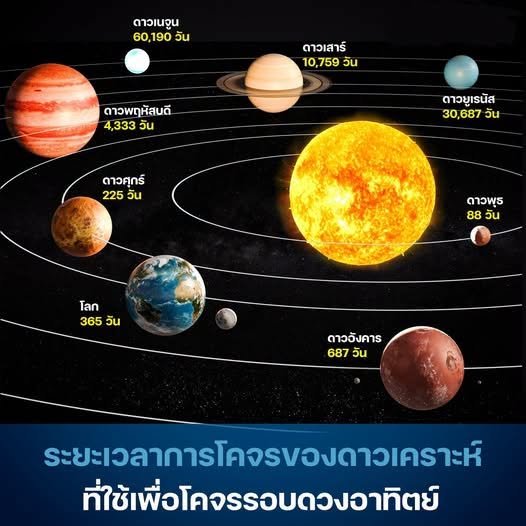 ดาวเนจูน
60,190 วัน
ดาวเสาร์
10,759 วัน
ดาวยูเรนัส
30,687 วัน
ดาวพฤหัสบดี
4,333 วัน
ดาวศุกร์
225 วัน
ดาวพุธ
88 วัน
โลก
365 วัน
ดาวอังคาร
687 วัน
ระยะเวลาการโคจรของดาวเคราะห์
ที่ใช้เพื่อโคจรรอบดวงอาทิตย์